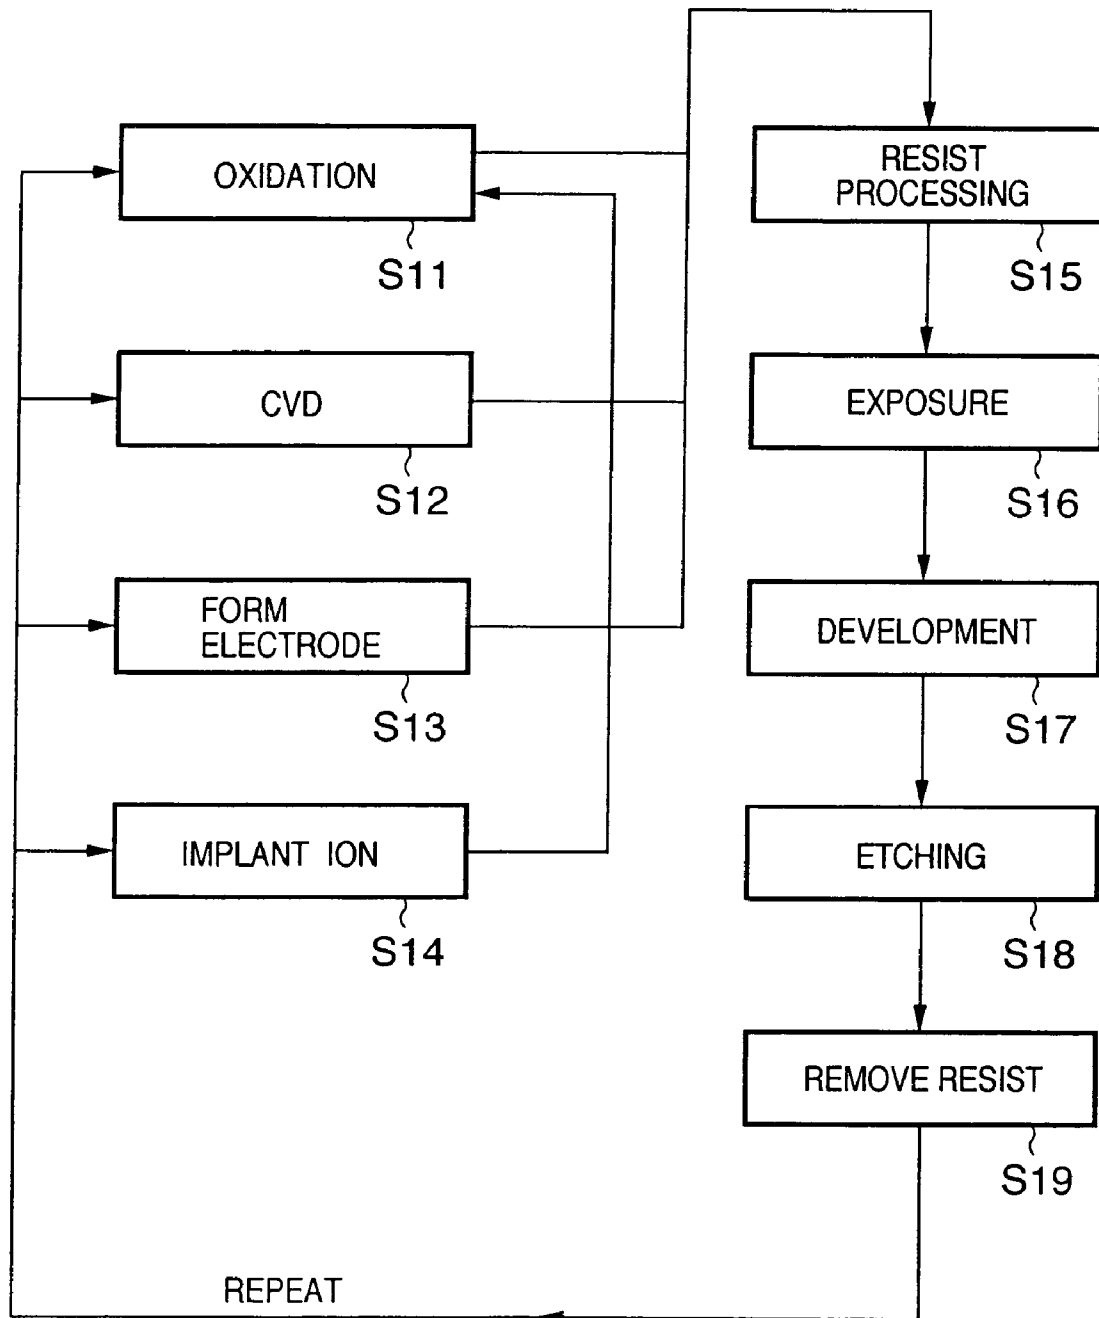 OXIDATION
S11
CVD
S12
FORM
ELECTRODE
S13
IMPLANT ION
S14
RESIST
PROCESSING
S15
EXPOSURE
S16
DEVELOPMENT
S17
ETCHING
S18
REMOVE RESIST
S19
REPEAT